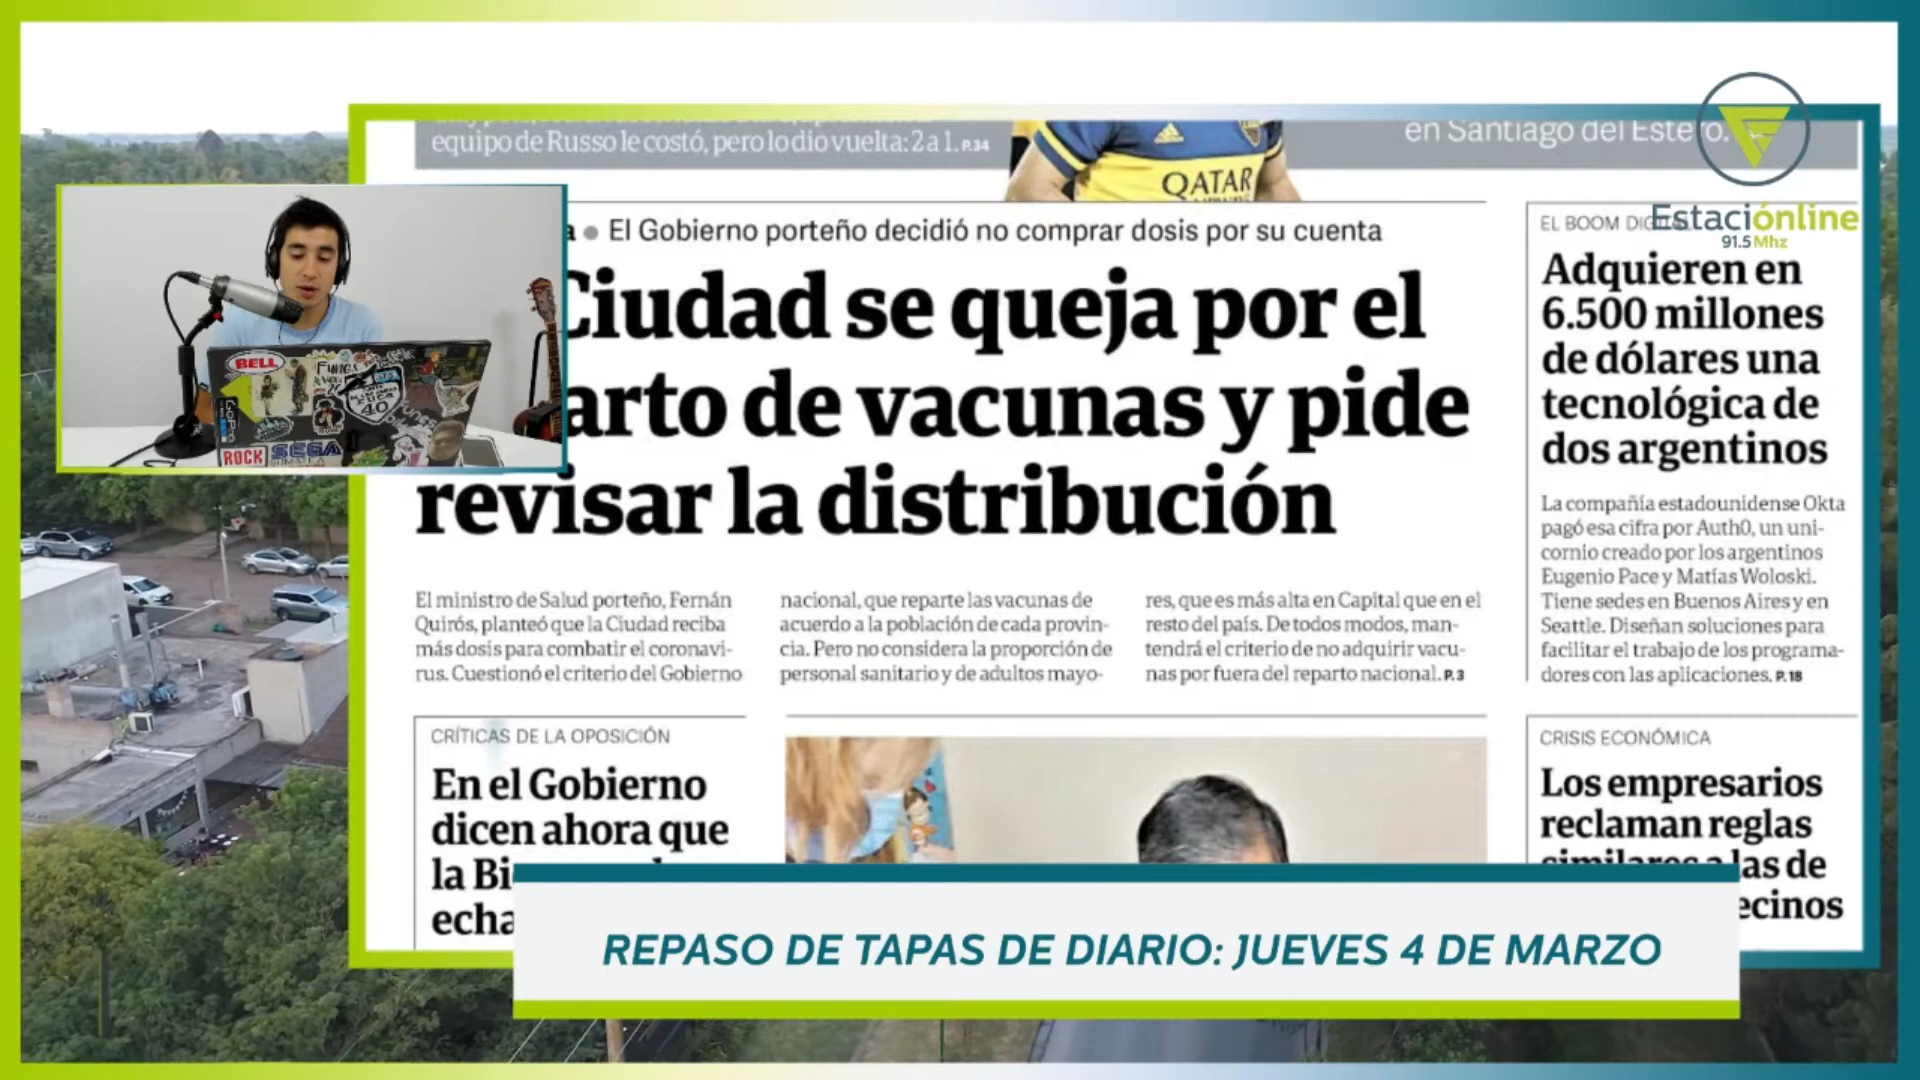 equipo de Russo le costó, pero lo dio vuelta: 2 a 1. P.34
en Santiago del Estero.
QATAR
Estaciónline
91.5 Mhz
El Gobierno porteño decidió no comprar dosis por su cuenta
Ciudad se queja por el
arto de vacunas y pide
revisar la distribución
El ministro de Salud porteño, Fernán
Quirós, planteó que la Ciudad reciba
más dosis para combatir el coronavi-
rus. Cuestionó el criterio del Gobierno
nacional, que reparte las vacunas de
acuerdo a la población de cada provin-
cia. Pero no considera la proporción de
personal sanitario y de adultos mayo-
res, que es más alta en Capital que en el
resto del país. De todos modos, man-
tendrá el criterio de no adquirir vacu-
nas por fuera del reparto nacional. P.3
EL BOOM DIGITAL
Adquieren en
6.500 millones
de dólares una
tecnológica de
dos argentinos
La compañía estadounidense Okta
pagó esa cifra por Auth0, un uni-
cornio creado por los argentinos
Eugenio Pace y Matías Woloski.
Tiene sedes en Buenos Aires y en
Seattle. Diseñan soluciones para
facilitar el trabajo de los programa-
dores con las aplicaciones. P.18
CRÍTICAS DE LA OPOSICIÓN
En el Gobierno
dicen ahora que
la Bi
echa
CRISIS ECONÓMICA
Los empresarios
reclaman reglas
similares a las de
ecinos
BELL
GoPro
40
ROCK
SEGA
REPASO DE TAPAS DE DIARIO: JUEVES 4 DE MARZO